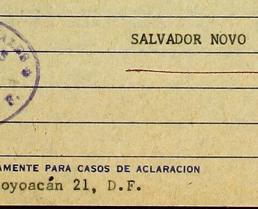 SALVADOR NOVO
AMENTE PARA CASOS DE ACLARACION
oyoacán 21, D.F.